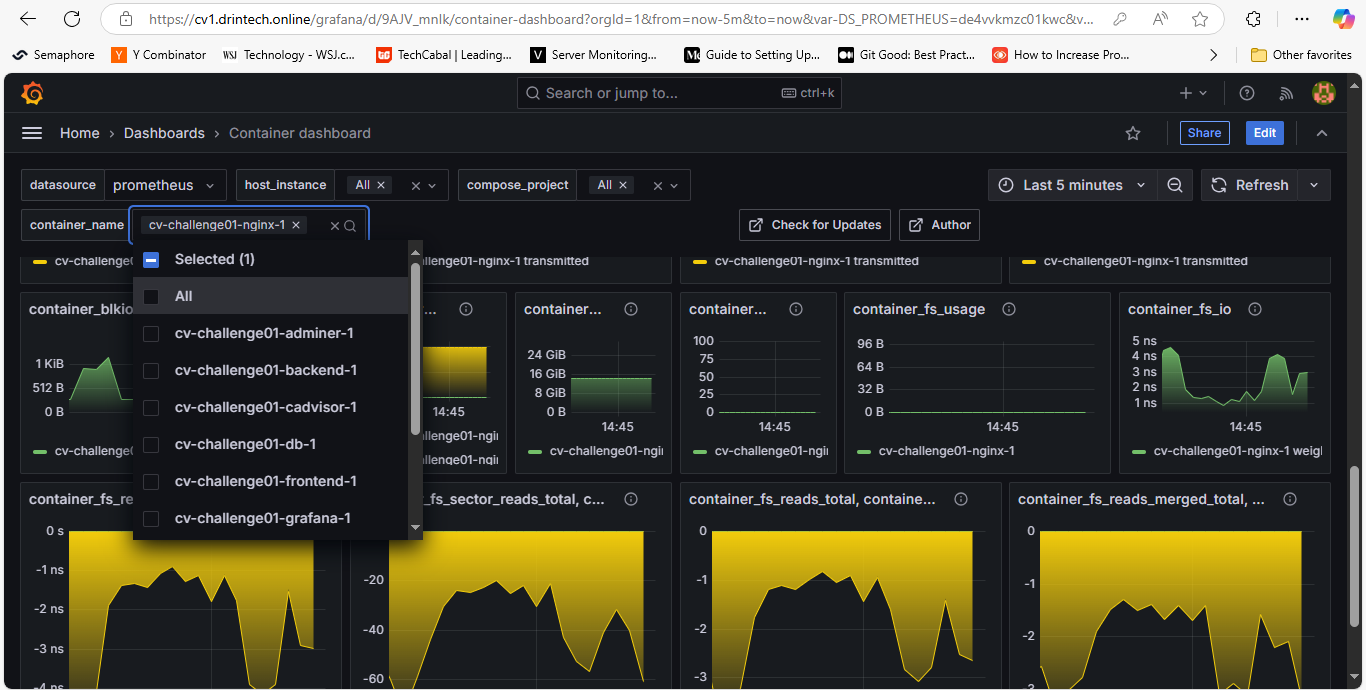 https://cv1.drintech.online/grafana/d/9AJV_mnlk/container-dashboard?orgId=1&from=now-5m&to=now&var-DS_PROMETHEUS=de4vvkmzc01kwc&v...
Semaphore Y Combinator WSJ Technology - WSJ.c... TechCabal | Leading... Server Monitoring... Guide to Setting Up... Git Good: Best Pract... How to Increase Pro... Other favorites
Search or jump to... ctrl+k
Home › Dashboards › Container dashboard Share Edit
datasource prometheus host_instance All × compose_project All × Last 5 minutes Refresh
container_name cv-challenge01-nginx-1 × Check for Updates Author
Selected (1)
All
cv-challenge01-adminer-1
cv-challenge01-backend-1
cv-challenge01-cadvisor-1
cv-challenge01-db-1
cv-challenge01-frontend-1
cv-challenge01-grafana-1
cv-challenge llenge01-nginx-1 transmitted cv-challenge01-nginx-1 transmitted cv-challenge01-nginx-1 transmitted
container_blkio ... container... container... container_fs_usage container_fs_io
1 KiB
512 B
0 B
cv-challenge0
14:45
llenge01-ngin
llenge01-ngin
24 GiB
16 GiB
8 GiB
0 B
14:45
cv-challenge01-ngi
100
75
50
25
0
14:45
cv-challenge01-ngi
96 B
64 B
32 B
0 B
14:45
cv-challenge01-nginx-1
5 ns
4 ns
3 ns
2 ns
1 ns
14:45
cv-challenge01-nginx-1 weigl
container_fs_re _fs_sector_reads_total, c... container_fs_reads_total, containe... container_fs_reads_merged_total, ...
0 s
-1 ns
-2 ns
-3 ns
-4 ns
-20
-40
-60
0
-1
-2
-3
0
-1
-2
-3